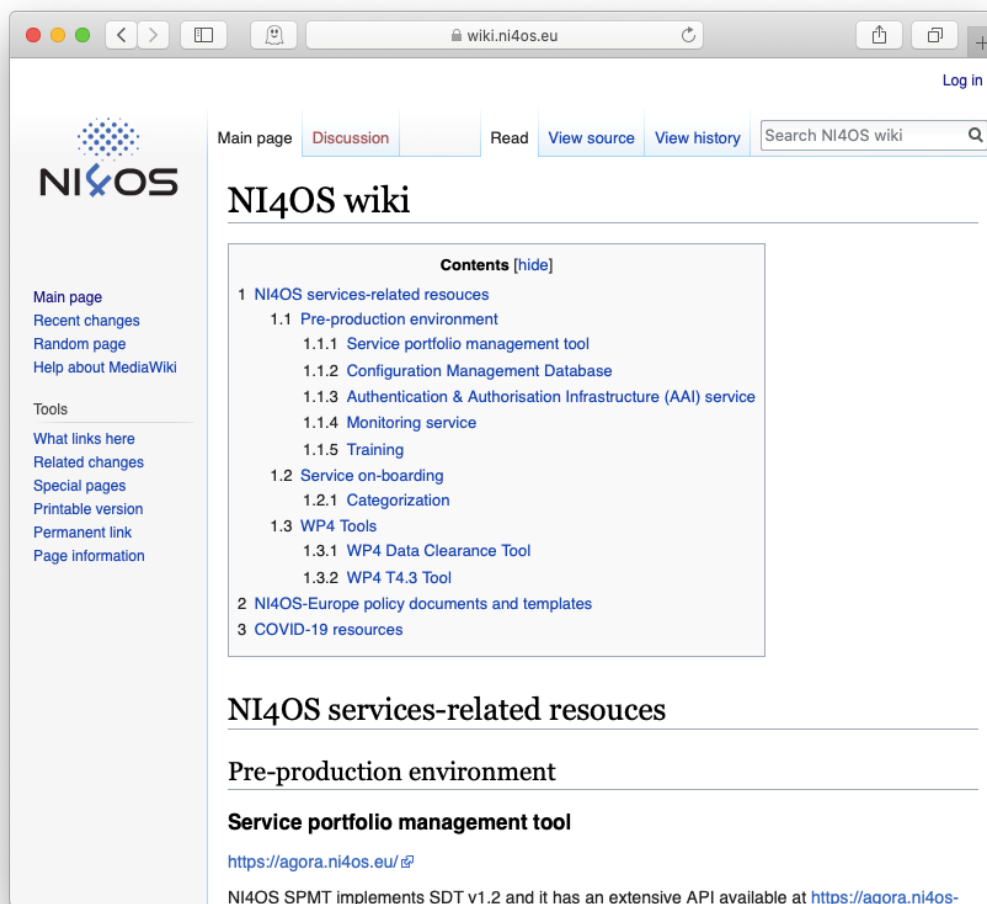 wiki.ni4os.eu
Log in
NI4OS
Main page Discussion Read View source View history Search NI4OS wiki
NI4OS wiki
Contents [hide]
1 NI4OS services-related resouces
1.1 Pre-production environment
1.1.1 Service portfolio management tool
1.1.2 Configuration Management Database
1.1.3 Authentication & Authorisation Infrastructure (AAI) service
1.1.4 Monitoring service
1.1.5 Training
1.2 Service on-boarding
1.2.1 Categorization
1.3 WP4 Tools
1.3.1 WP4 Data Clearance Tool
1.3.2 WP4 T4.3 Tool
2 NI4OS-Europe policy documents and templates
3 COVID-19 resources
Main page
Recent changes
Random page
Help about MediaWiki
Tools
What links here
Related changes
Special pages
Printable version
Permanent link
Page information
NI4OS services-related resouces
Pre-production environment
Service portfolio management tool
https://agora.ni4os.eu/
NI4OS SPMT implements SDT v1.2 and it has an extensive API available at https://agora.ni4os-